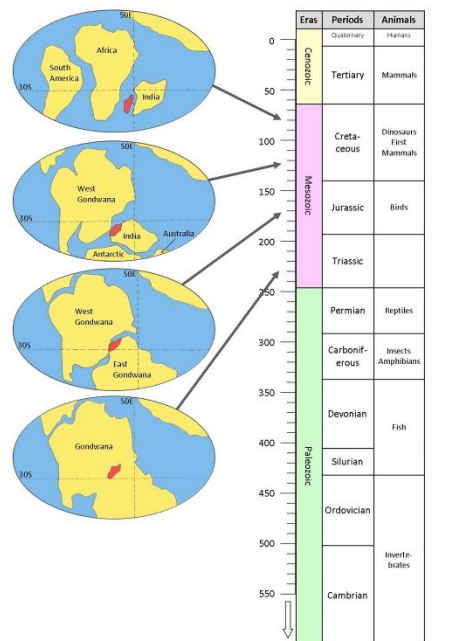 50E
Africa
South
America
30S
India
West
Gondwana
30S
India
Australia
Antarctic
50E
West
Gondwana
30S
East
Gondwana
50E
Gondwana
30S
Eras Periods Animals
Quaternary Humans
0
Cenozoic
Tertiary
Mammals
50
100
Mesozoic
Creta-
ceous
Dinosaurs
First
Mammals
150
Jurassic
Birds
200
Triassic
250
Paleozoic
Permian
Reptiles
300
Carbonif-
erous
Insects
Amphibians
350
Devonian
Fish
400
Silurian
450
Ordovician
500
Inverte-
brates
Cambrian
550